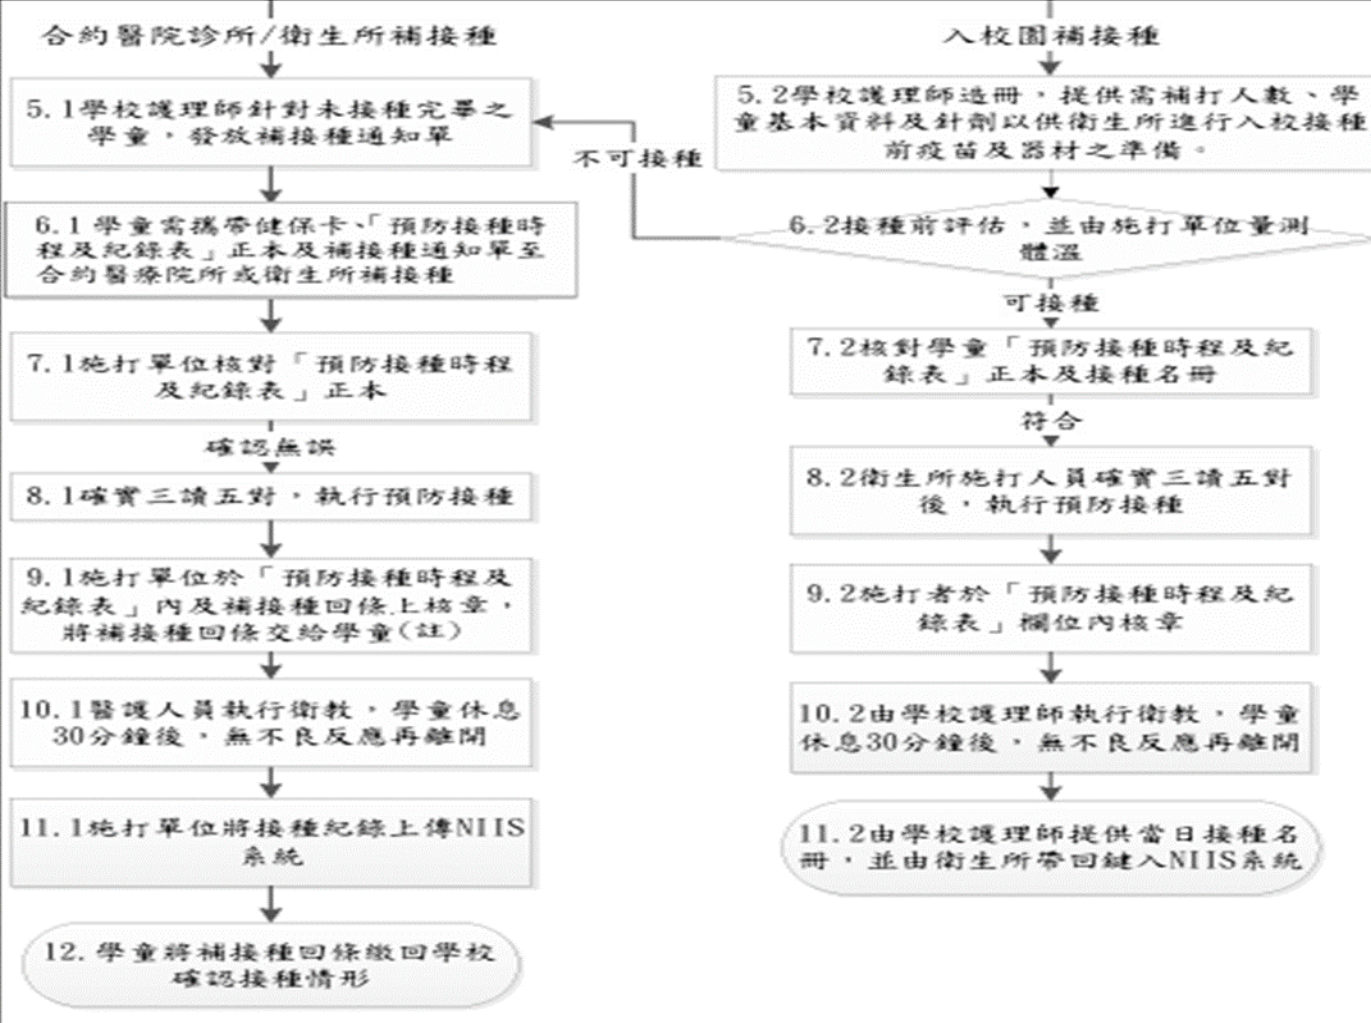 合約醫院診所/衛生所補接種
5.1學校護理師針對未接種完畢之
學童，發放補接種通知單
6.1 學童需攜帶健保卡、「預防接種時
程及紀錄表」正本及補接種通知單至
合約醫療院所或衛生所補接種
7.1施打單位核對「預防接種時程
及紀錄表」正本
確認無誤
8.1確實三讀五對，執行預防接種
9.1施打單位於「預防接種時程及
紀錄表」內及補接種回條上核章，
將補接種回條交給學童(註)
10.1醫護人員執行衛教，學童休息
30分鐘後，無不良反應再離開
11.1施打單位將接種紀錄上傳NIIS
系統
12.學童將補接種回條繳回學校
確認接種情形
不可接種
入校園補接種
5.2學校護理師造冊，提供需補打人數、學
童基本資料及針劑以供衛生所進行入校接種
前疫苗及器材之準備。
6.2接種前評估，並由施打單位量測
體溫
可接種
7.2核對學童「預防接種時程及紀
錄表」正本及接種名冊
符合
8.2衛生所施打人員確實三讀五對
後，執行預防接種
9.2施打者於「預防接種時程及紀
錄表」欄位內核章
10.2由學校護理師執行衛教，學童
休息30分鐘後，無不良反應再離開
11.2由學校護理師提供當日接種名
冊，並由衛生所帶回鍵入NIIS系統